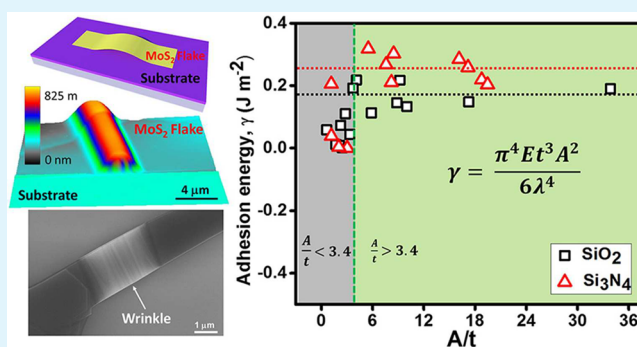 MoS₂ Flake
Substrate
825 m
0 nm
MoS₂ Flake
Substrate
4 μm
Wrinkle
1 μm
Adhesion energy, γ (J m⁻²)
0.4
0.2
0.0
-0.2
-0.4
γ = π⁴Et³A² / 6λ⁴
A/t < 3.4
A/t > 3.4
SiO₂
Si₃N₄
0 6 12 18 24 30 36
A/t